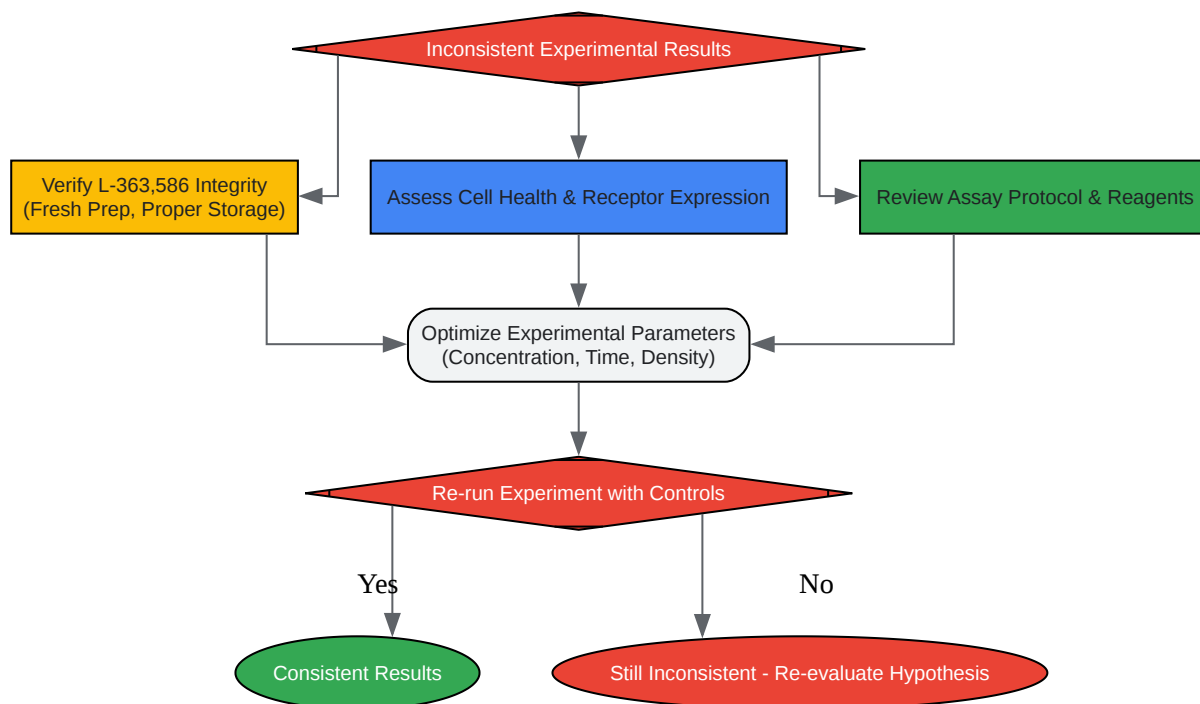 Inconsistent Experimental Results
Verify L-363,586 Integrity
(Fresh Prep, Proper Storage)
Assess Cell Health & Receptor Expression
Review Assay Protocol & Reagents
Optimize Experimental Parameters
(Concentration, Time, Density)
Re-run Experiment with Controls
Yes
No
Consistent Results
Still Inconsistent - Re-evaluate Hypothesis